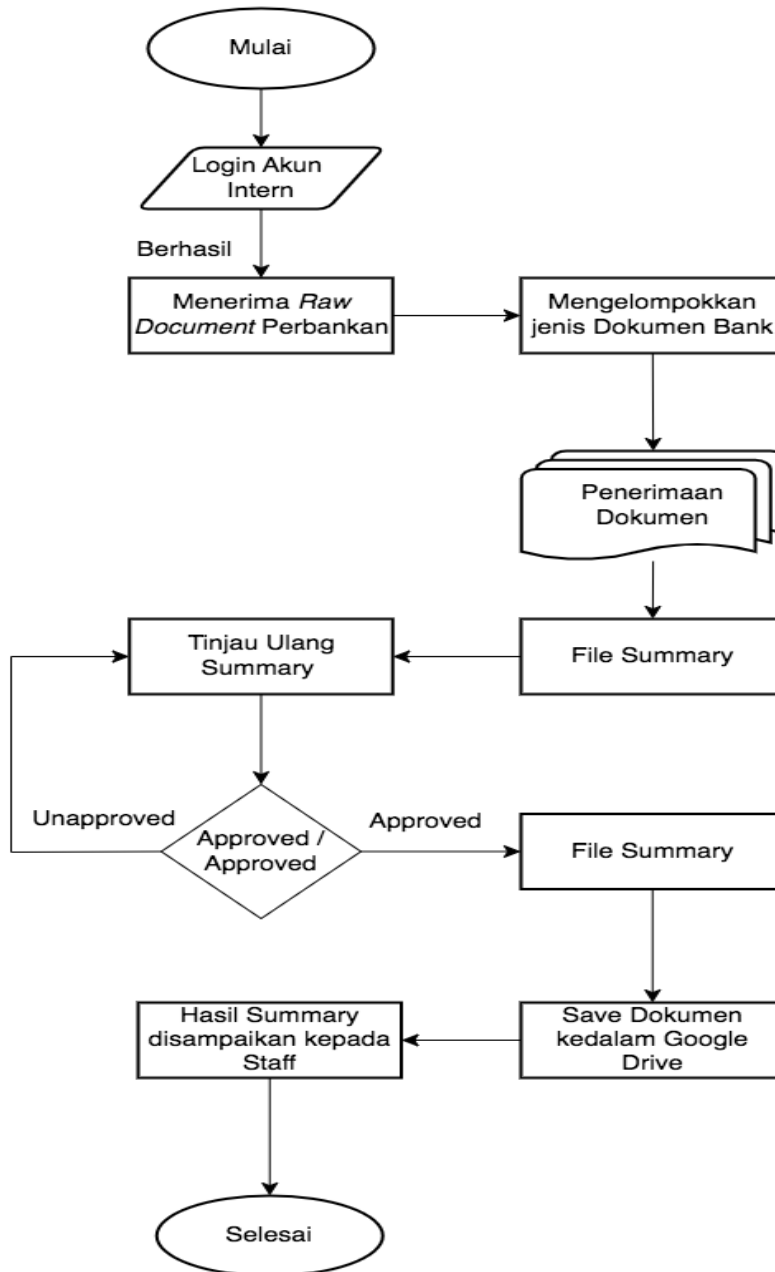 Mulai
Login Akun
Intern
Berhasil
Menerima Raw
Document Perbankan
Mengelompokkan
jenis Dokumen Bank
Penerimaan
Dokumen
File Summary
Tinjau Ulang
Summary
Unapproved
Approved /
Approved
Approved
File Summary
Save Dokumen
kedalam Google
Drive
Hasil Summary
disampaikan kepada
Staff
Selesai